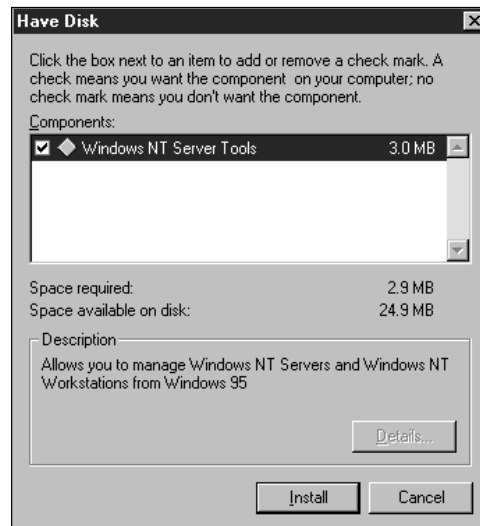 Have Disk
Click the box next to an item to add or remove a check mark. A
check means you want the component on your computer; no
check mark means you don't want the component.
Components:
Windows NT Server Tools 3.0 MB
Space required: 2.9 MB
Space available on disk: 24.9 MB
Description
Allows you to manage Windows NT Servers and Windows NT
Workstations from Windows 95
Details...
Install Cancel